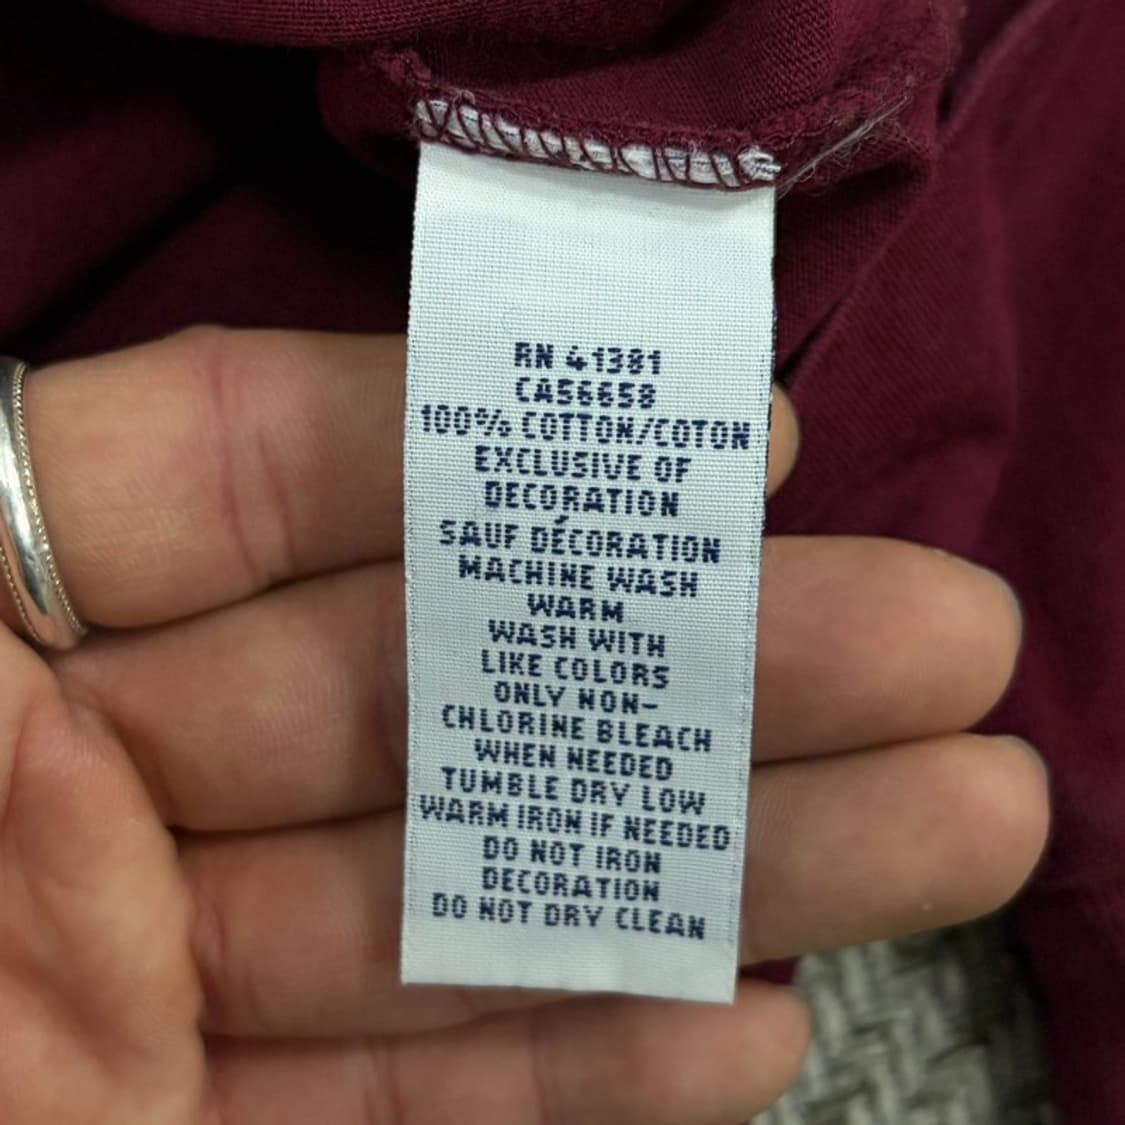 RN 41381
CA56658
100% COTTON/COTON
EXCLUSIVE OF
DECORATION
SAUF DÉCORATION
MACHINE WASH
WARM
WASH WITH
LIKE COLORS
ONLY NON-
CHLORINE BLEACH
WHEN NEEDED
TUMBLE DRY LOW
WARM IRON IF NEEDED
DO NOT IRON
DECORATION
DO NOT DRY CLEAN